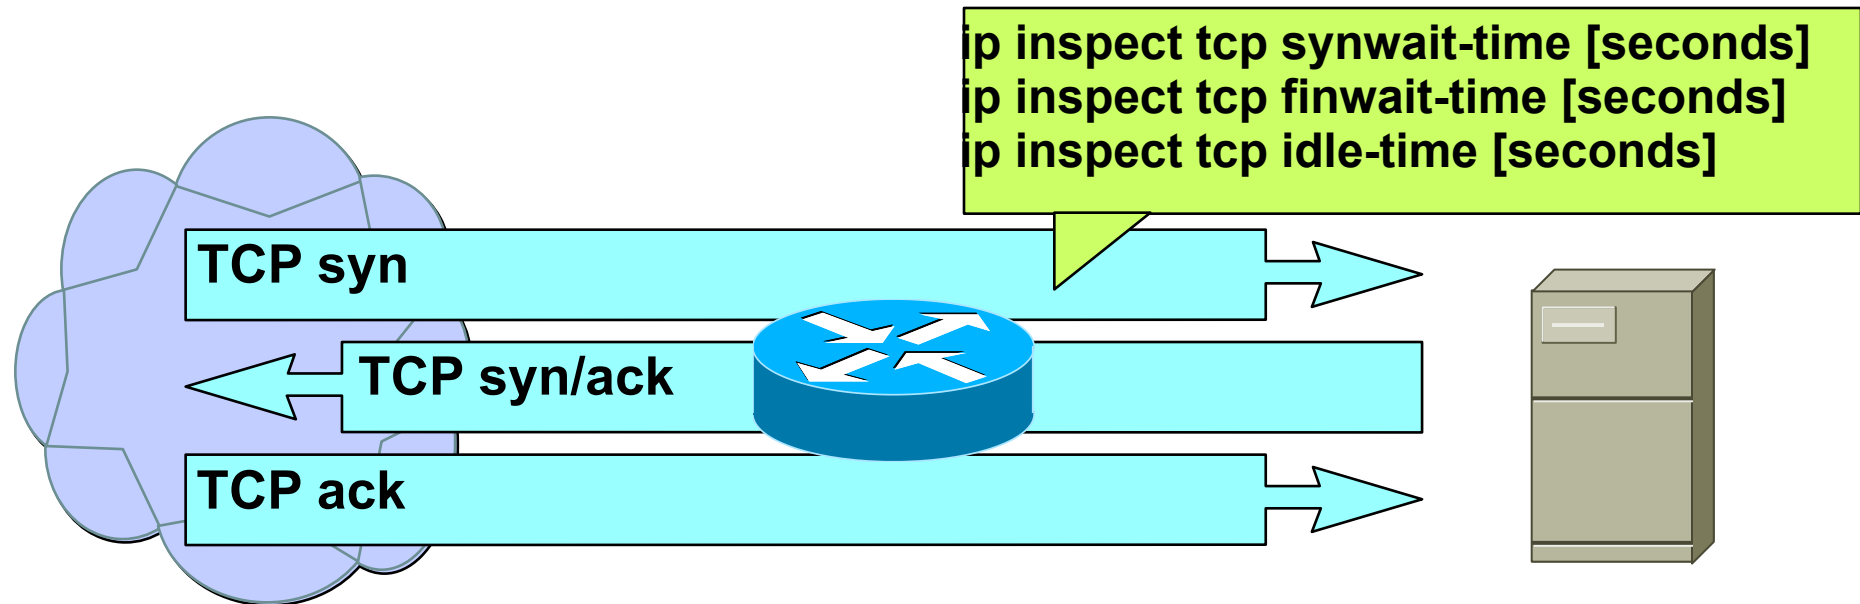 ip inspect tcp synwait-time [seconds]
ip inspect tcp finwait-time [seconds]
ip inspect tcp idle-time [seconds]
TCP syn
TCP syn/ack
TCP ack